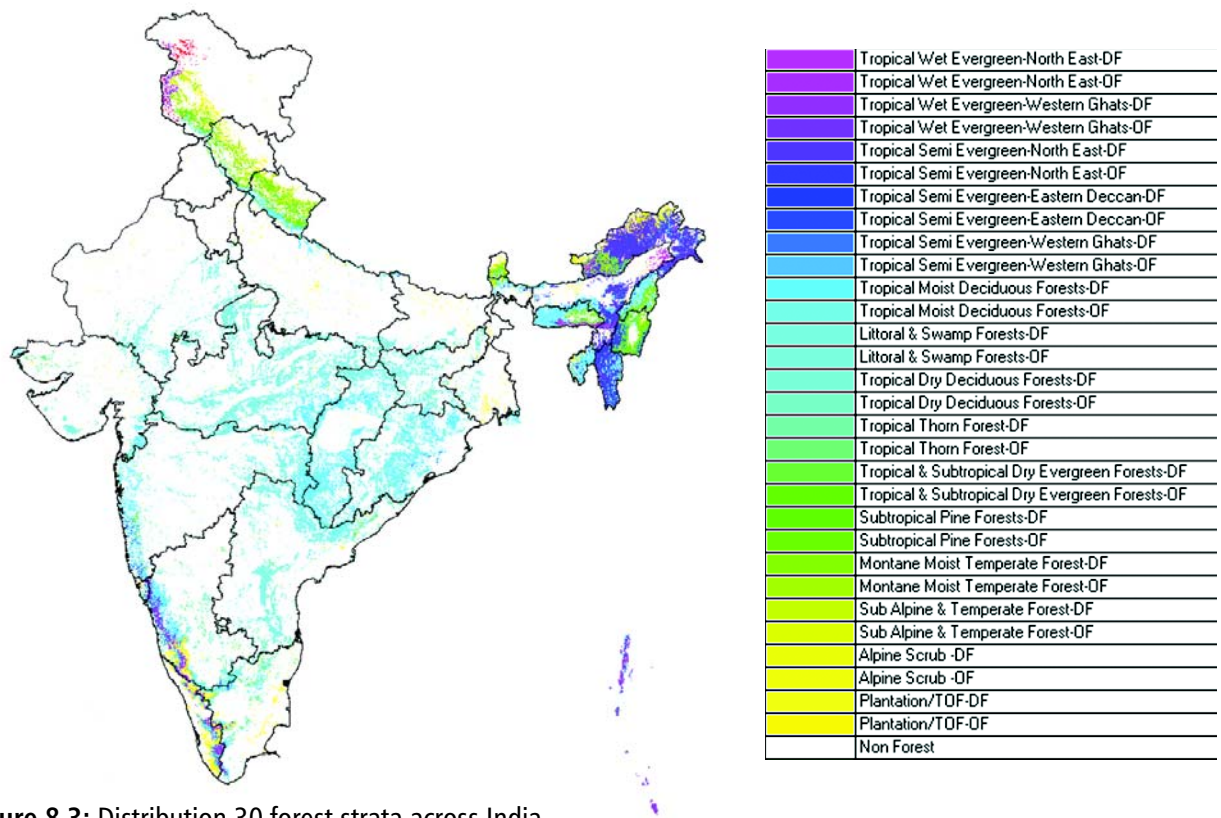 Tropical Wet Evergreen-North East-DF
Tropical Wet Evergreen-North East-OF
Tropical Wet Evergreen-Western Ghats-DF
Tropical Wet Evergreen-Western Ghats-OF
Tropical Semi Evergreen-North East-DF
Tropical Semi Evergreen-North East-OF
Tropical Semi Evergreen-Eastern Deccan-DF
Tropical Semi Evergreen-Eastern Deccan-OF
Tropical Semi Evergreen-Western Ghats-DF
Tropical Semi Evergreen-Western Ghats-OF
Tropical Moist Deciduous Forests-DF
Tropical Moist Deciduous Forests-OF
Littoral & Swamp Forests-DF
Littoral & Swamp Forests-OF
Tropical Dry Deciduous Forests-DF
Tropical Dry Deciduous Forests-OF
Tropical Thorn Forest-DF
Tropical Thorn Forest-OF
Tropical & Subtropical Dry Evergreen Forests-DF
Tropical & Subtropical Dry Evergreen Forests-OF
Subtropical Pine Forests-DF
Subtropical Pine Forests-OF
Montane Moist Temperate Forest-DF
Montane Moist Temperate Forest-OF
Sub Alpine & Temperate Forest-DF
Sub Alpine & Temperate Forest-OF
Alpine Scrub -DF
Alpine Scrub -OF
Plantation/TOF-DF
Plantation/TOF-OF
Non Forest
ure 8.3: Distribution 30 forest strata across India